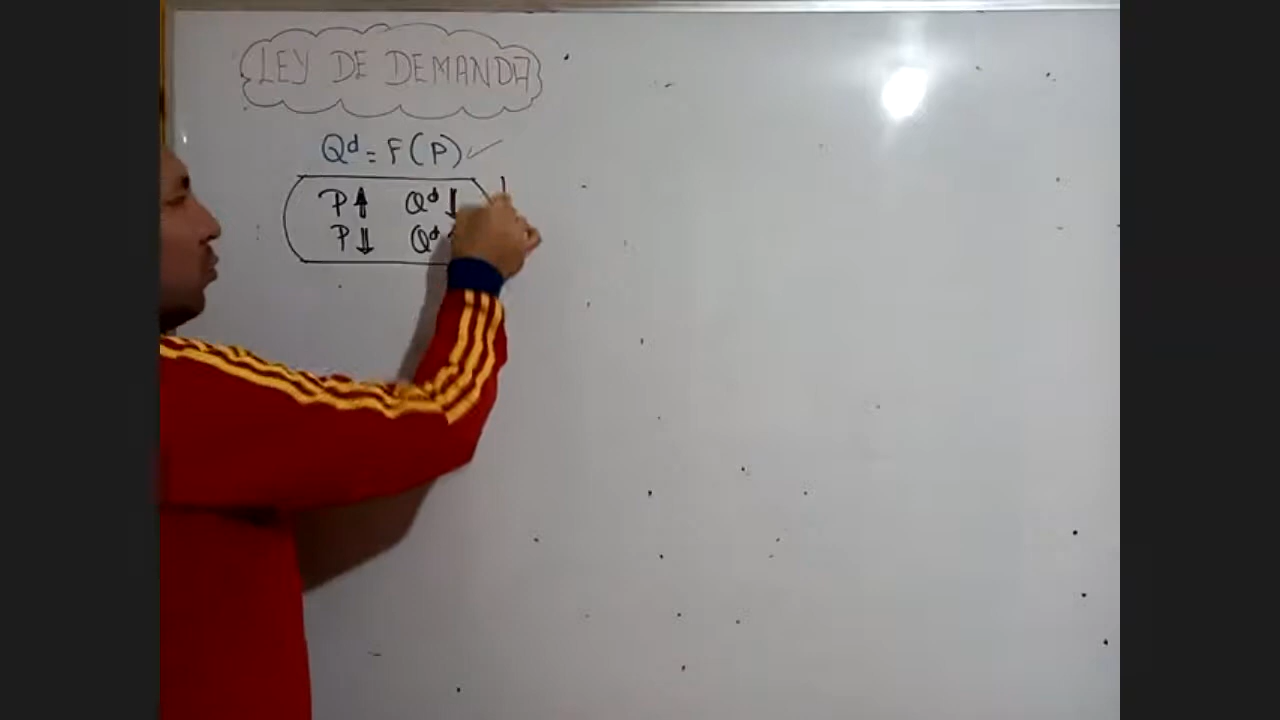 LEY DE DEMANDA
Qd = F(P) ✓
P ↑ Qd ↓
P ↓ Qd